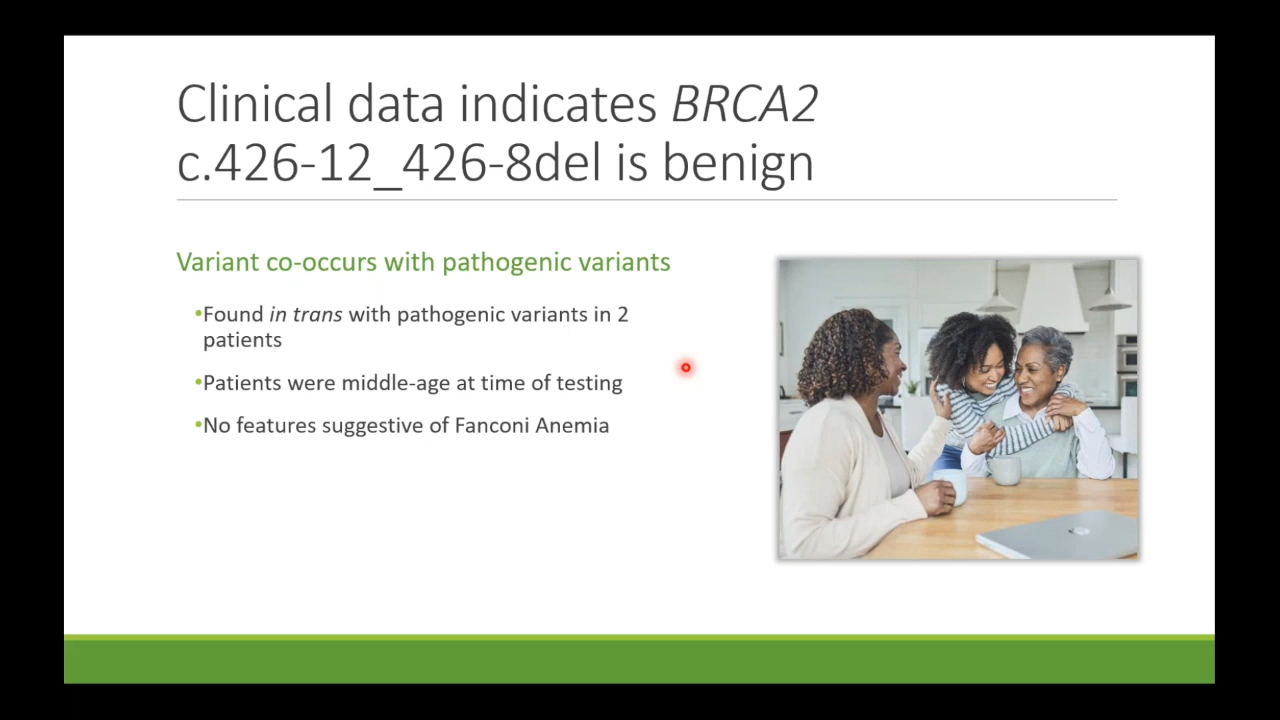 Clinical data indicates BRCA2
c.426-12_426-8del is benign
Variant co-occurs with pathogenic variants
•Found in trans with pathogenic variants in 2
patients
•Patients were middle-age at time of testing
•No features suggestive of Fanconi Anemia